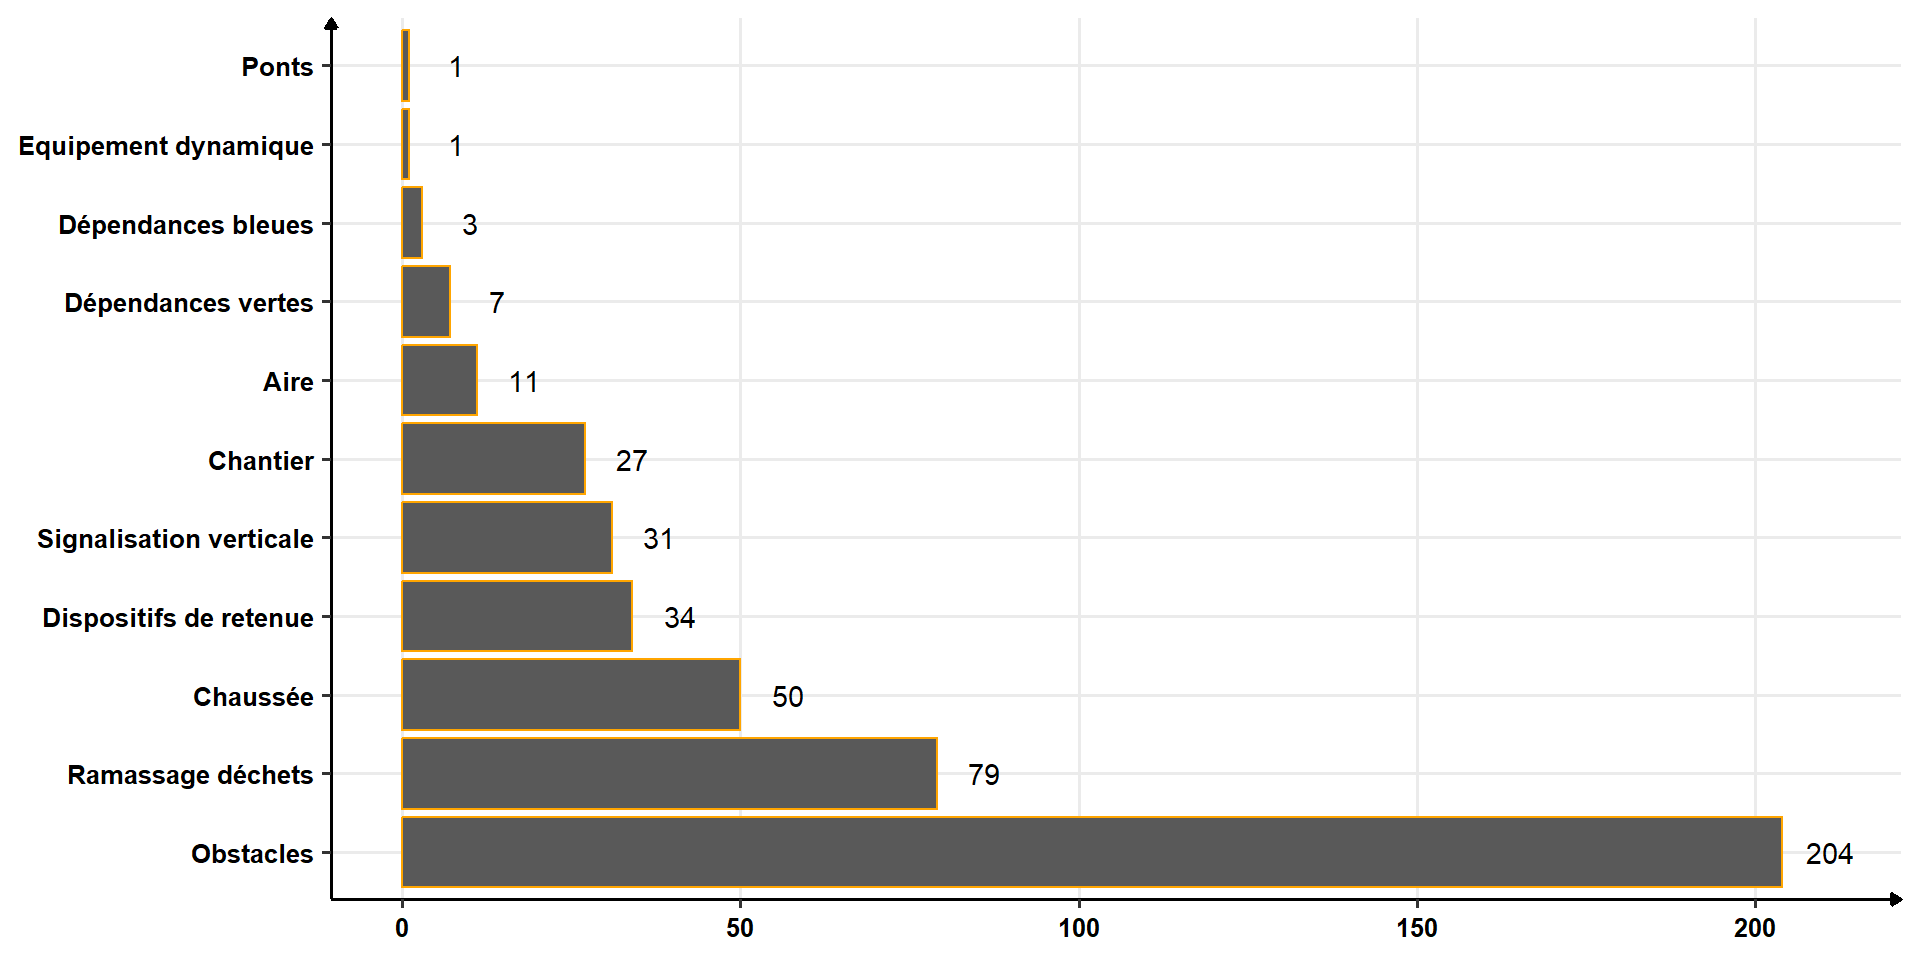 Ponts 1
Equipement dynamique 1
Dépendances bleues 3
Dépendances vertes 7
Aire 11
Chantier 27
Signalisation verticale 31
Dispositifs de retenue 34
Chaussée 50
Ramassage déchets 79
Obstacles 204
0 50 100 150 200